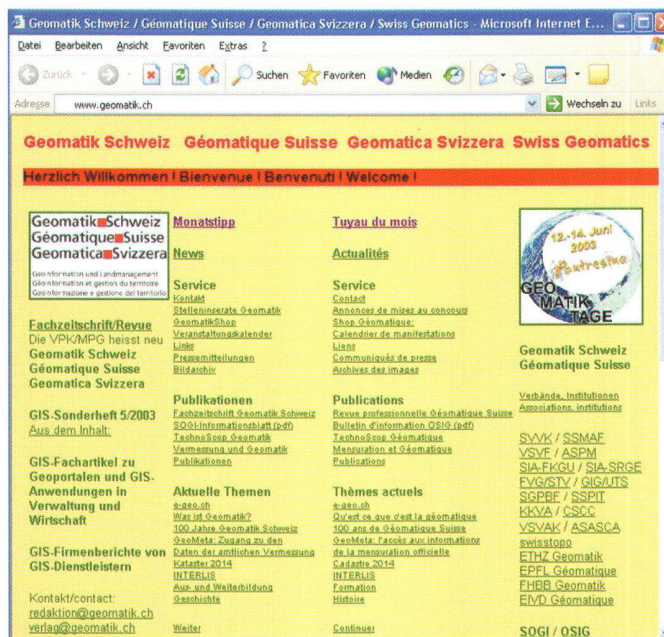 Geomatik Schweiz / Géomatique Suisse / Geomatica Svizzera / Swiss Geomatics - Microsoft Internet E...
Datei Bearbeiten Ansicht Favoriten Extras ?
Zurück Suchen Favoriten Medien
Adresse www.geomatik.ch Wechseln zu Links
Geomatik Schweiz Géomatique Suisse Geomatica Svizzera Swiss Geomatics
Herzlich Willkommen ! Bienvenue ! Benvenuti ! Welcome !
Geomatik Schweiz
Géomatique Suisse
Geomatica Svizzera
Geoinformation und Landmanagement
Géoinformation et gestion du territoire
Geoinformazione e gestione del territorio
Fachzeitschrift/Revue
Die VPK/MPG heisst neu
Geomatik Schweiz
Géomatique Suisse
Geomatica Svizzera
GIS-Sonderheft 5/2003
Aus dem Inhalt:
GIS-Fachartikel zu
Geoportalen und GIS-
Anwendungen in
Verwaltung und
Wirtschaft
GIS-Firmenberichte von
GIS-Dienstleistern
Kontakt/contact:
redaktion@geomatik.ch
verlag@geomatik.ch
Monatstipp
News
Service
Kontakt
Stelleninserate Geomatik
GeomatikShop
Veranstaltungskalender
Links
Pressemitteilungen
Bildarchiv
Publikationen
Fachzeitschrift Geomatik Schweiz
SOGI-Informationsblatt (pdf)
TechnoScop Geomatik
Vermessung und Geomatik
Publikationen
Aktuelle Themen
e-geo.ch
Was ist Geomatik?
100 Jahre Geomatik Schweiz
GeoMeta: Zugang zu den
Daten der amtlichen Vermessung
Kataster 2014
INTERLIS
Aus- und Weiterbildung
Geschichte
Weiter
Tuyau du mois
Actualités
Service
Contact
Annonces de mises au concours
Shop Géomatique:
Calendrier de manifestations
Liens
Communiqués de presse
Archives des images
Publications
Revue professionelle Géomatique Suisse
Bulletin d'information OSIG (pdf)
TechnoScop Géomatique
Mensuration et Géomatique
Publications
Thèmes actuels
e-geo.ch
Qu'est ce que c'est la géomatique
100 ans de Géomatique Suisse
GeoMeta: l'accès aux informations
de la mensuration officielle
Cadastre 2014
INTERLIS
Formation
Histoire
Continuer
12.-14. Juni
2003
Pontresina
GEO
MATIK
TAGE
Geomatik Schweiz
Géomatique Suisse
Verbände, Institutionen
Associations, institutions
SVVK / SSMAF
VSVF / ASPM
SIA-FKGU / SIA-SRGE
FVG/STV / GIG/UTS
SGPBF / SSPIT
KKVA / CSCC
VSVAK / ASASCA
swisstopo
ETHZ Geomatik
EPFL Géomatique
FHBB Geomatik
EIVD Géomatique
SOGI / OSIG